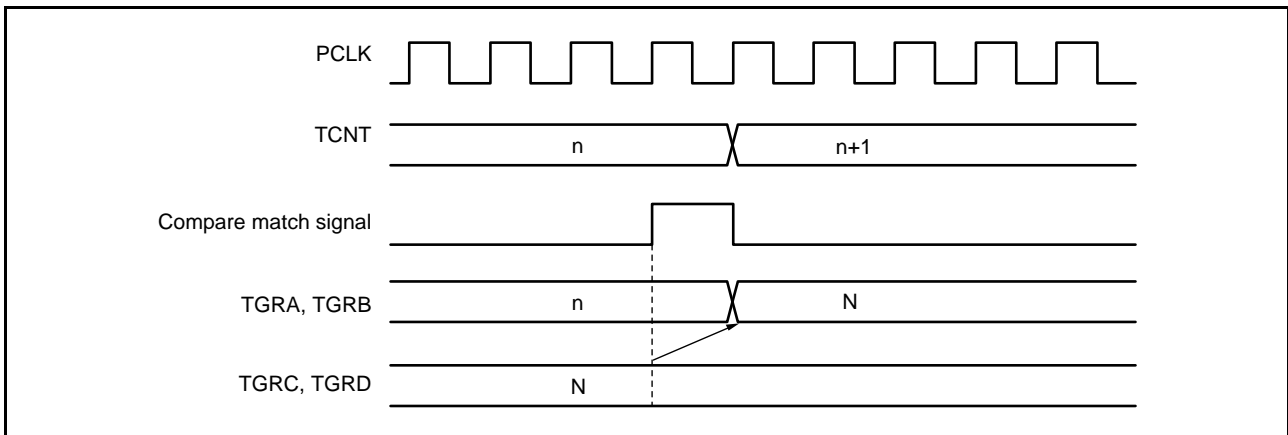 PCLK
TCNT
n
n+1
Compare match signal
TGRA, TGRB
n
N
TGRC, TGRD
N